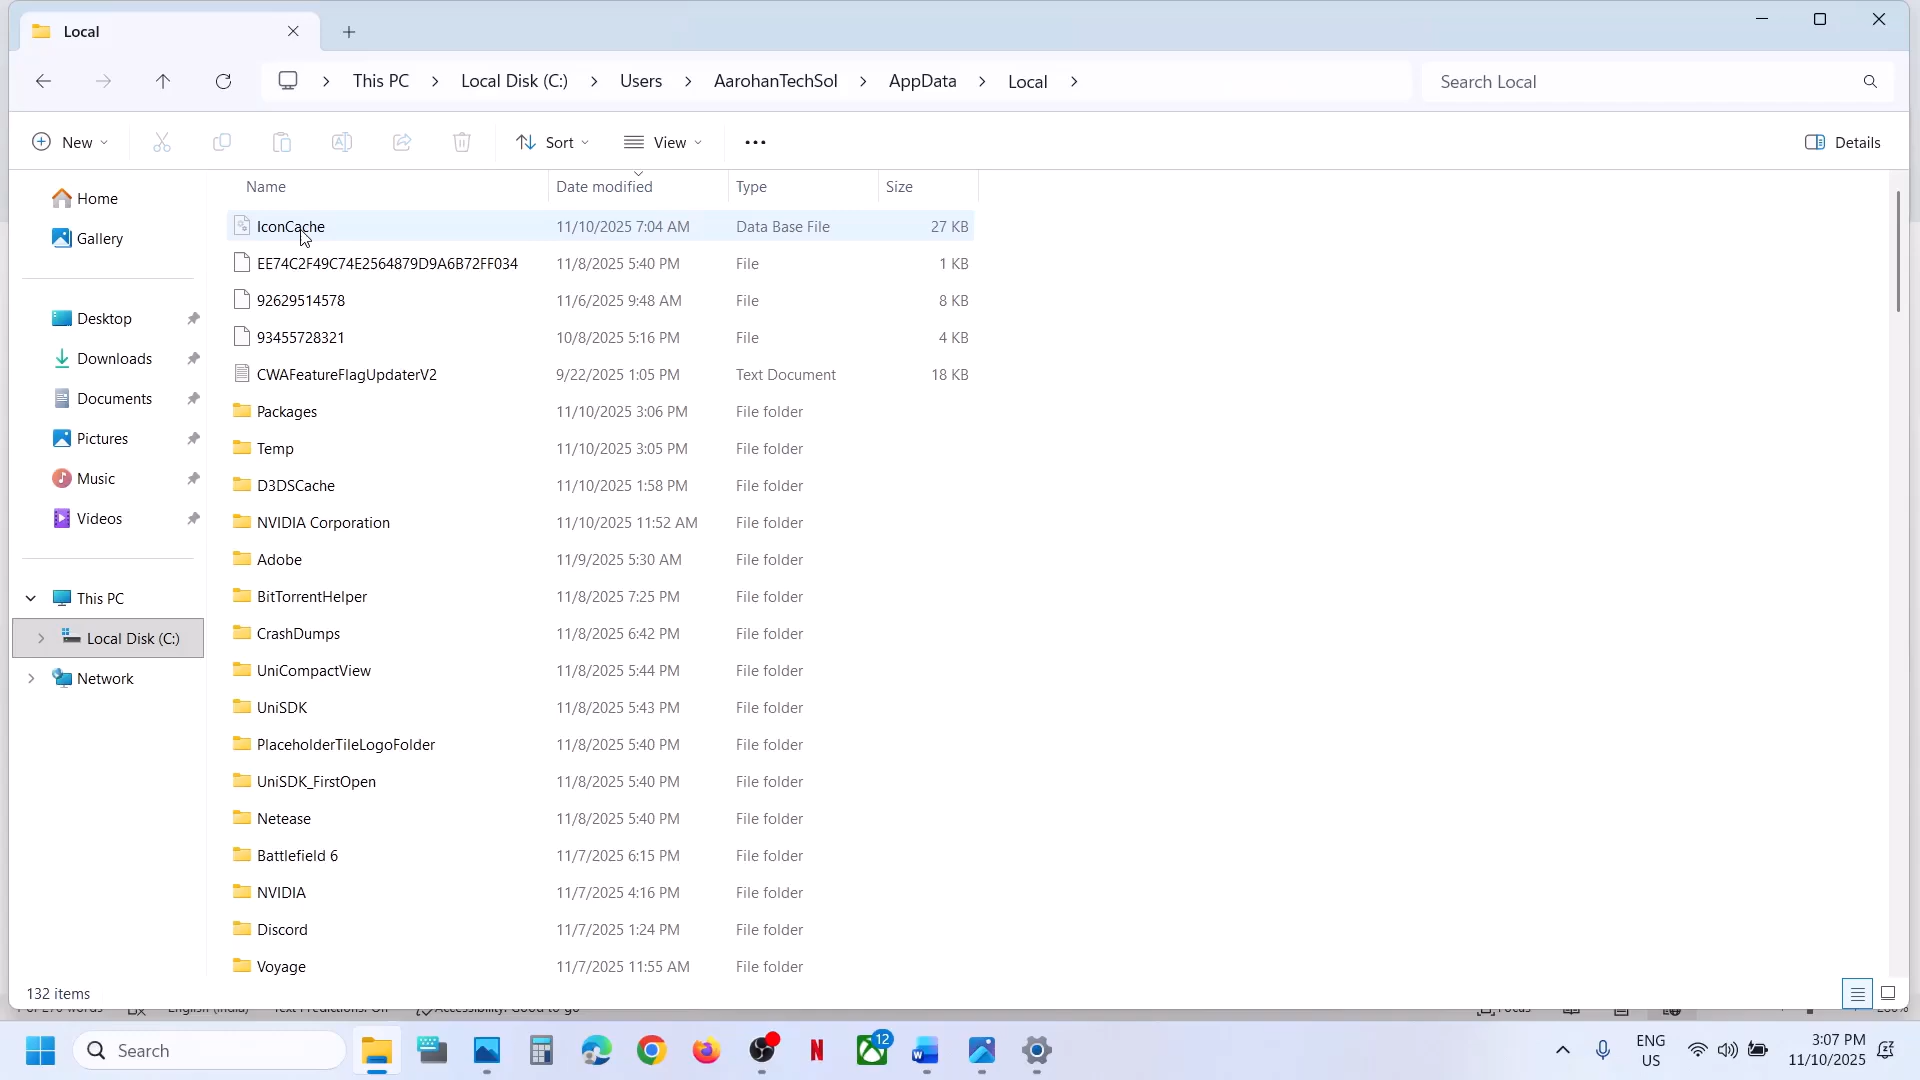 Local
This PC
Local Disk (C:)
Users
AarohanTechSol
AppData
Local
Search Local
New
Sort
View
Details
Name
Date modified
Type
Size
Home
Gallery
Desktop
Downloads
Documents
Pictures
Music
Videos
This PC
Local Disk (C:)
Network
IconCache 11/10/2025 7:04 AM Data Base File 27 KB
EE74C2F49C74E2564879D9A6B72FF034 11/8/2025 5:40 PM File 1 KB
92629514578 11/6/2025 9:48 AM File 8 KB
93455728321 10/8/2025 5:16 PM File 4 KB
CWAFeatureFlagUpdaterV2 9/22/2025 1:05 PM Text Document 18 KB
Packages 11/10/2025 3:06 PM File folder
Temp 11/10/2025 3:05 PM File folder
D3DSCache 11/10/2025 1:58 PM File folder
NVIDIA Corporation 11/10/2025 11:52 AM File folder
Adobe 11/9/2025 5:30 AM File folder
BitTorrentHelper 11/8/2025 7:25 PM File folder
CrashDumps 11/8/2025 6:42 PM File folder
UniCompactView 11/8/2025 5:44 PM File folder
UniSDK 11/8/2025 5:43 PM File folder
PlaceholderTileLogoFolder 11/8/2025 5:40 PM File folder
UniSDK_FirstOpen 11/8/2025 5:40 PM File folder
Netease 11/8/2025 5:40 PM File folder
Battlefield 6 11/7/2025 6:15 PM File folder
NVIDIA 11/7/2025 4:16 PM File folder
Discord 11/7/2025 1:24 PM File folder
Voyage 11/7/2025 11:55 AM File folder
132 items
Search
12
ENG
US
3:07 PM
11/10/2025